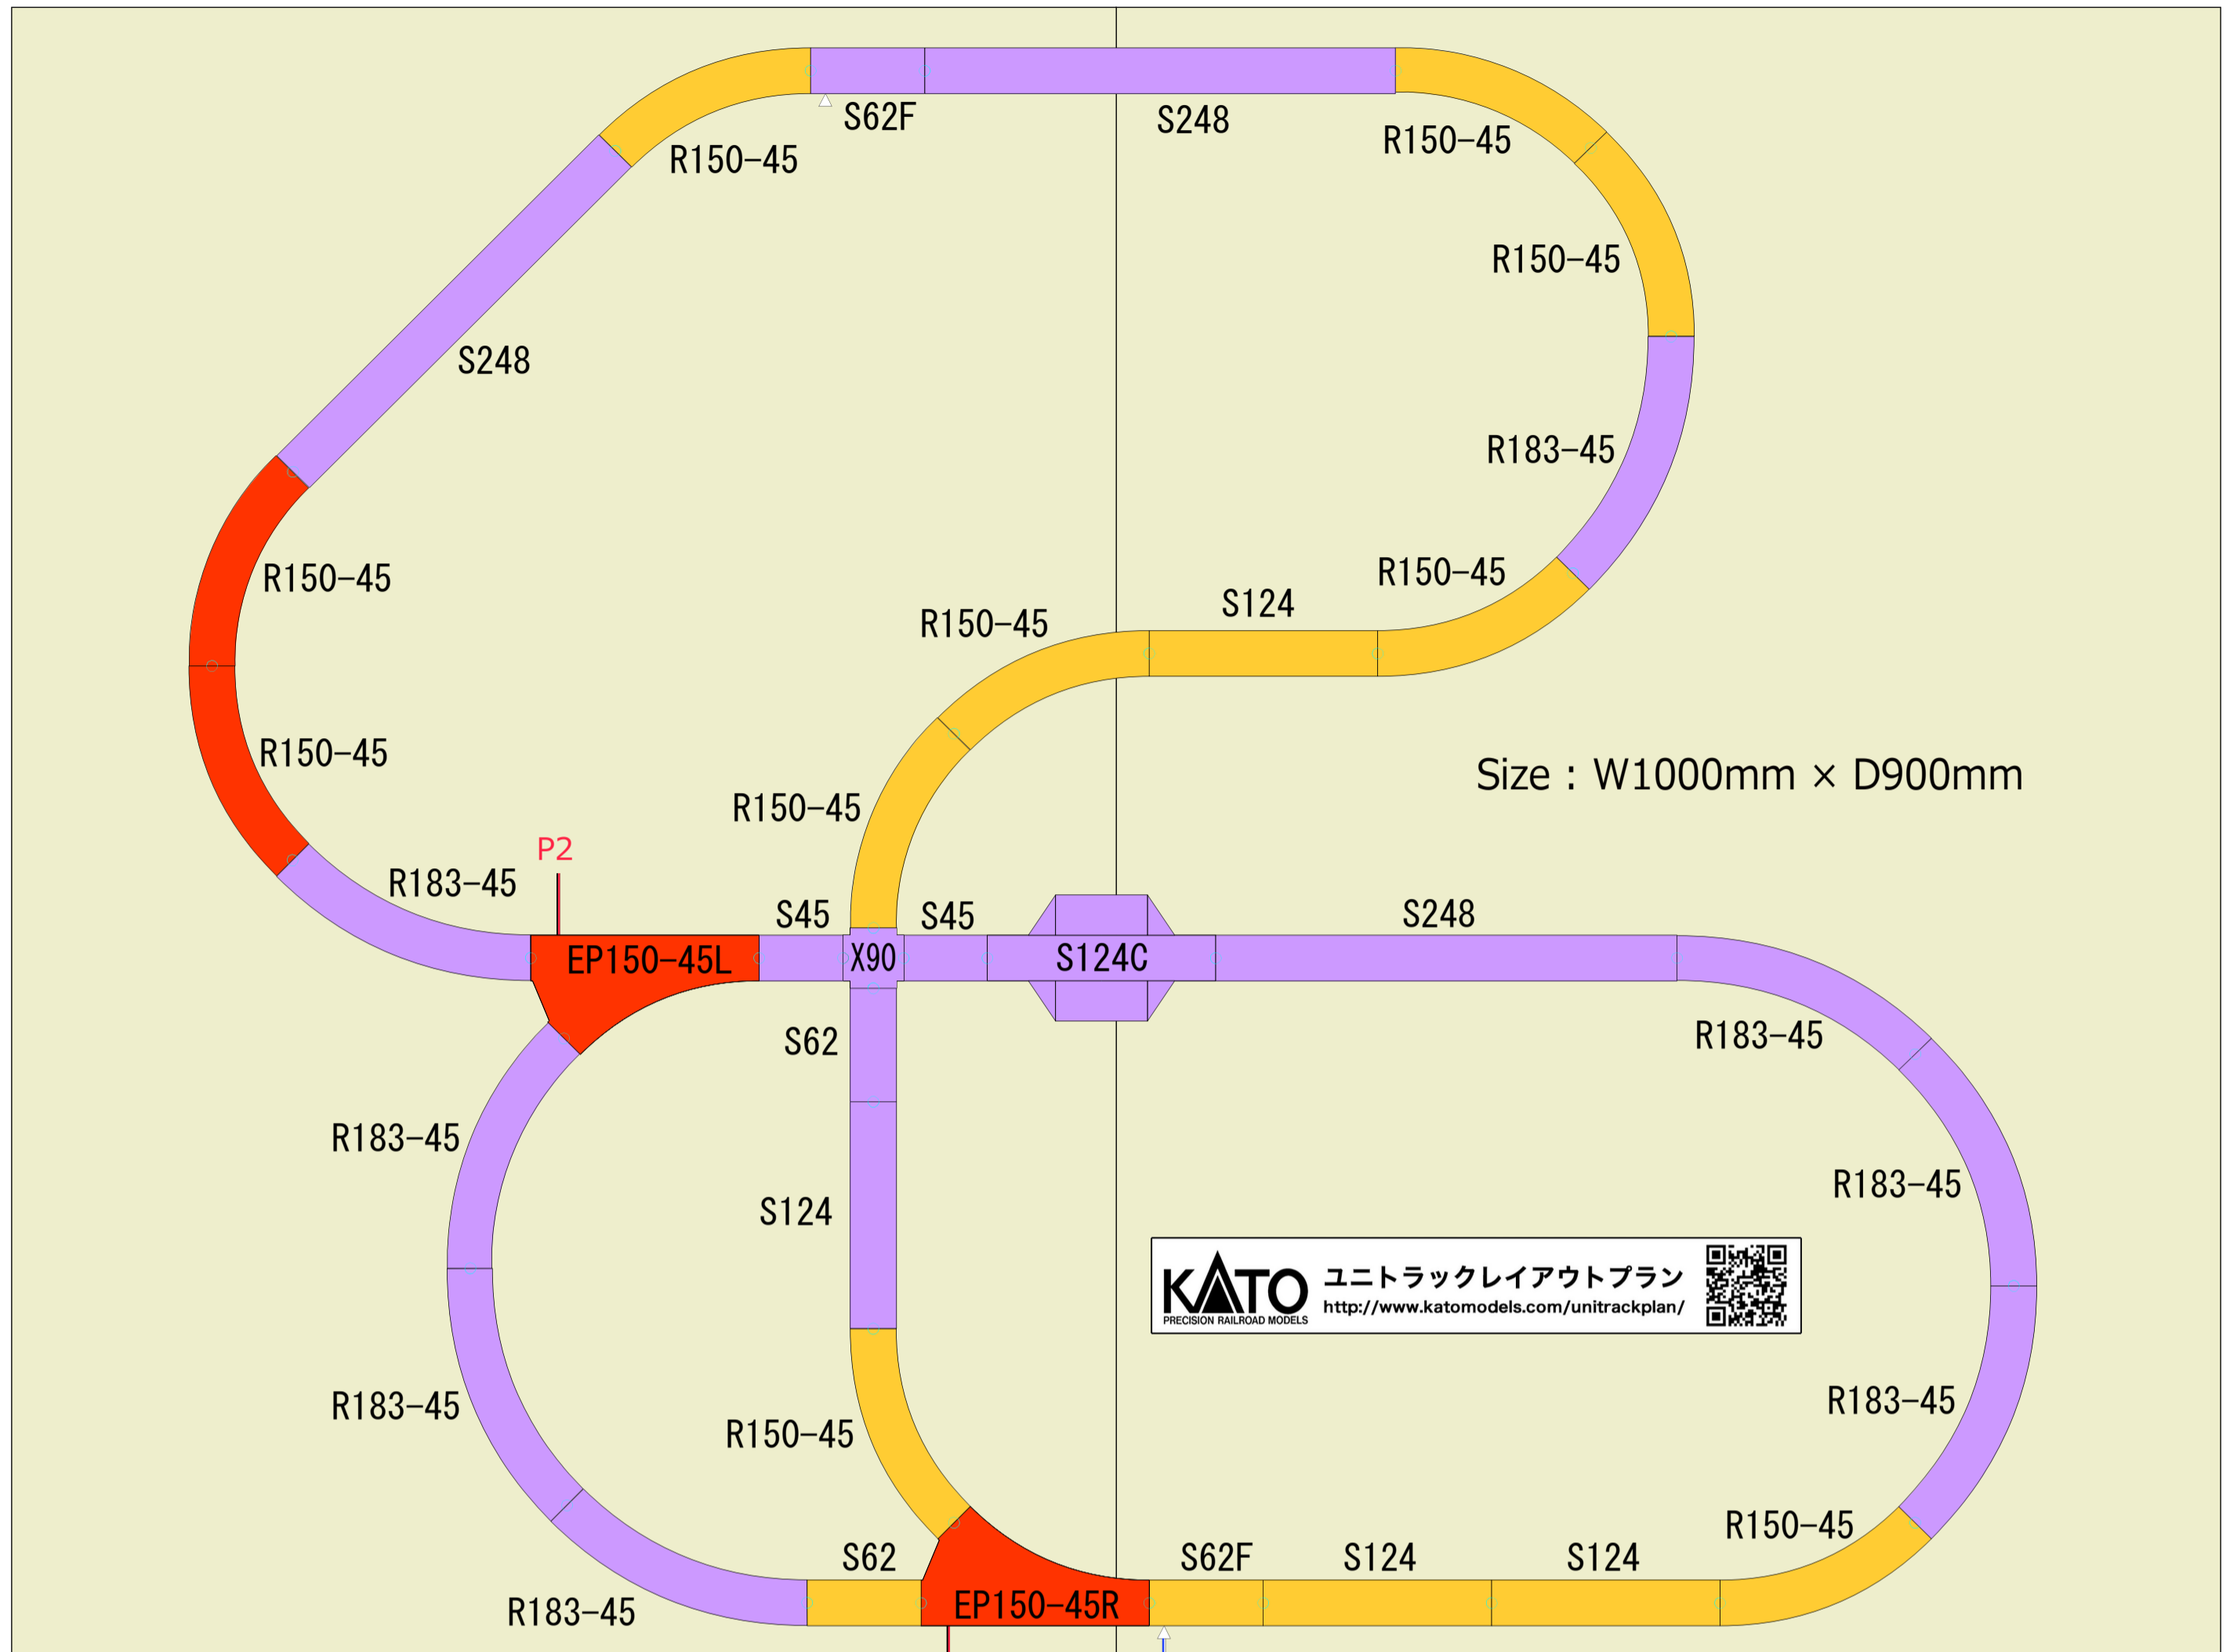 S62F
S248
R150-45
R150-45
R150-45
S248
R183-45
R150-45
R150-45
S124
R150-45
R150-45
Size : W1000mm × D900mm
R150-45
P2
R183-45
S45
S45
S248
EP150-45L
X90
S124C
S62
R183-45
R183-45
R183-45
S124
KATO
PRECISION RAILROAD MODELS
ユニトラックレイアウトプラン
http://www.katomodels.com/unitrackplan/
R183-45
R183-45
R150-45
R150-45
S62
S62F
S124
S124
R183-45
EP150-45R